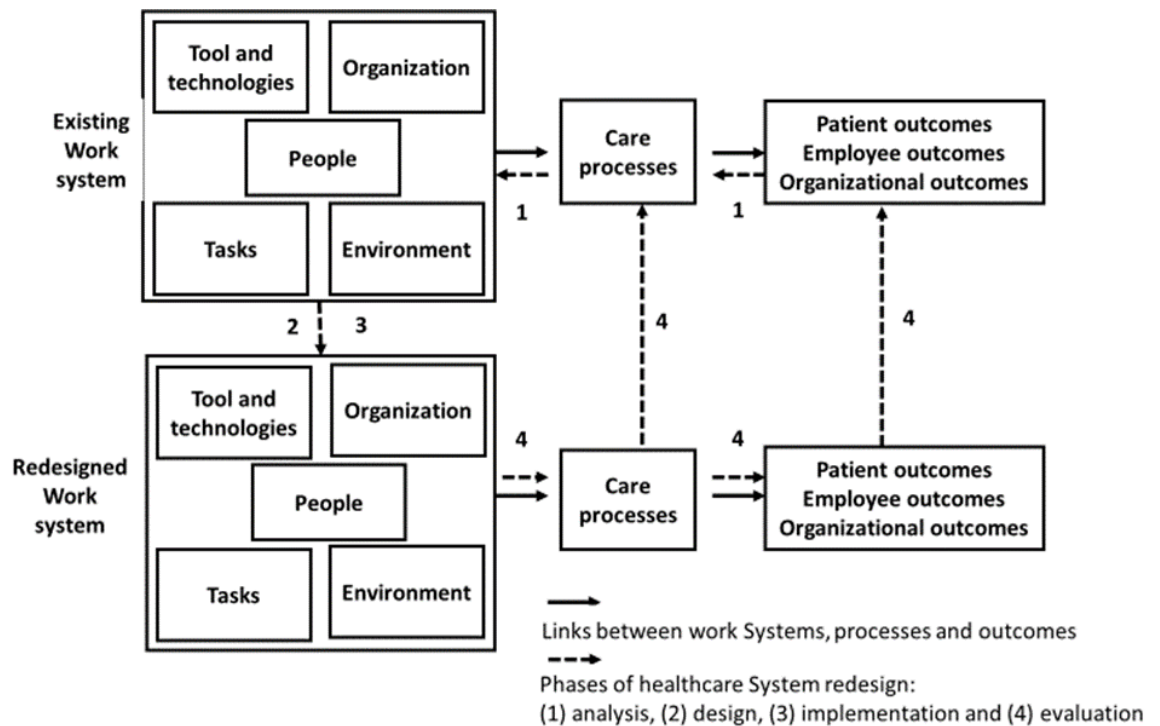 Tool and
technologies
Organization
Existing
Work
system
People
Tasks
Environment
Care
processes
Patient outcomes
Employee outcomes
Organizational outcomes
1
1
2
3
4
4
Tool and
technologies
Organization
Redesigned
Work
system
People
Tasks
Environment
4
Care
processes
4
Patient outcomes
Employee outcomes
Organizational outcomes
Links between work Systems, processes and outcomes
Phases of healthcare System redesign:
(1) analysis, (2) design, (3) implementation and (4) evaluation